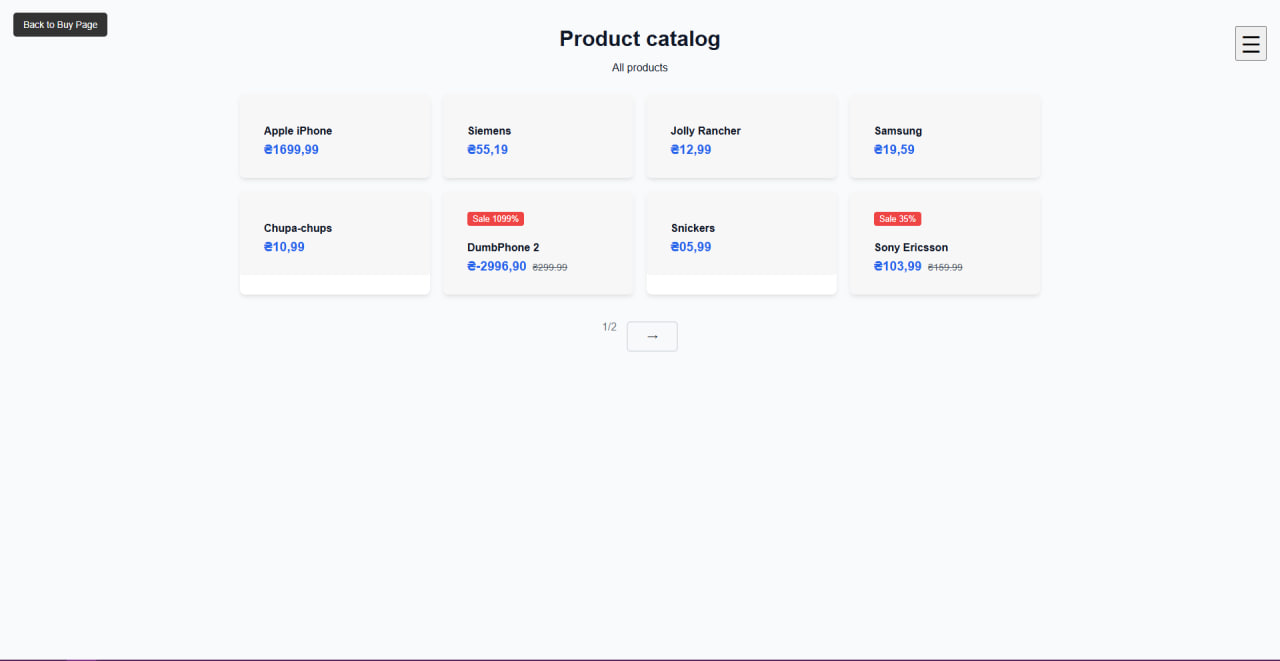 Back to Buy Page
Product catalog
☰
All products
Apple iPhone
₴1699,99
Siemens
₴55,19
Jolly Rancher
₴12,99
Samsung
₴19,59
Chupa-chups
₴10,99
Sale 1099%
DumbPhone 2
₴-2996,90 ₴299.99
Snickers
₴05,99
Sale 35%
Sony Ericsson
₴103,99 ₴159.99
1/2 →